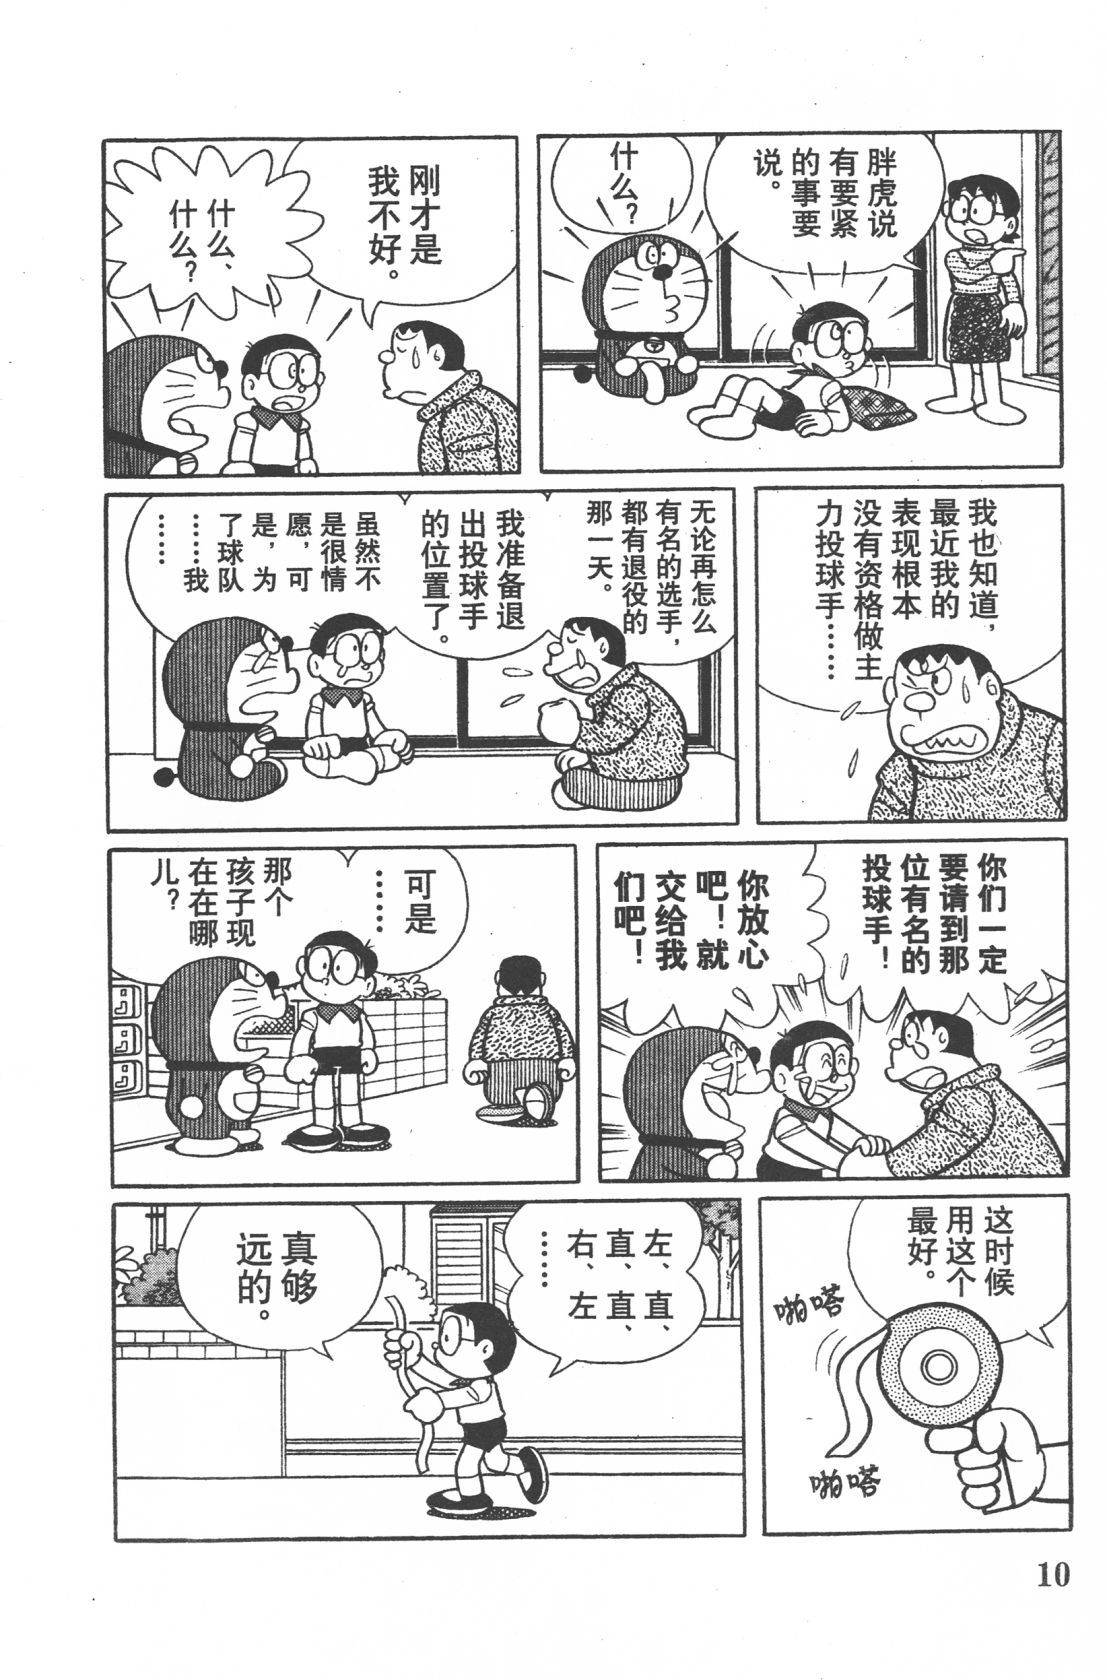 胖虎说
有要紧
的事要
说。
什么？
刚才是
我不好。
什么、
什么？
我也知道，
最近我的
表现根本
没有资格做主
力投球手……
无论再怎么
有名的选手，
都有退役的
那一天。
我准备退
出投球手
的位置了。
虽然不
是很情
愿，可
是，为
了球队
……我
……
你们一定
要请到那
位有名的
投球手！
你放心
吧！就
交给我
们吧！
可是
……
那个
孩子现
在在哪
儿？
这时候
用这个
最好。
啪嗒
啪嗒
左、直、
直、直、
右、左
……
真够
远的。
10